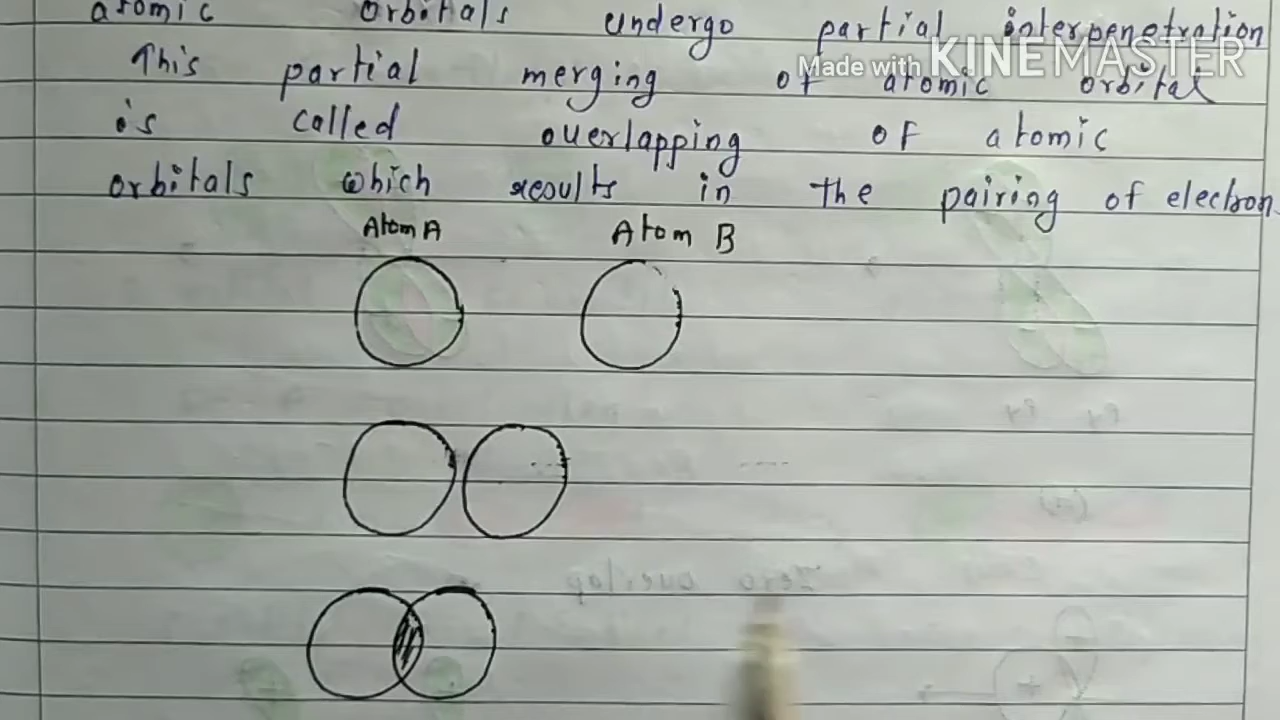 atomic orbitals undergo partial interpenetration
Made with KINEMASTER
This partial merging of atomic orbital
is called overlapping of atomic
orbitals which results in the pairing of electron.
Atom A Atom B